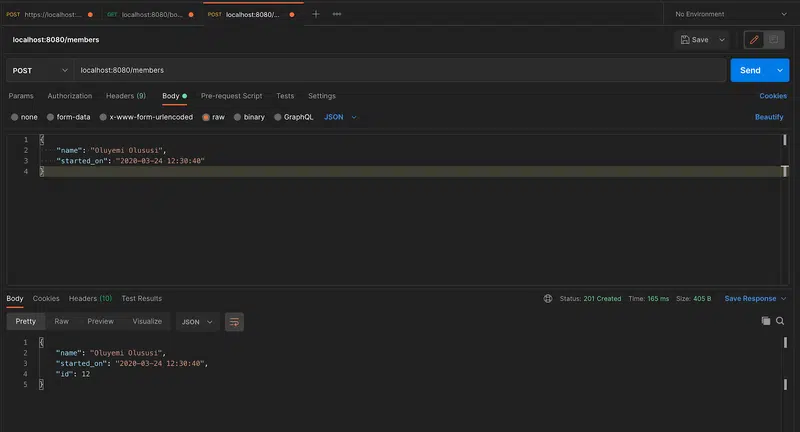 POST https://localhost:... GET localhost:8080/bo... POST localhost:8080/... + ••• No Environment
localhost:8080/members Save
POST localhost:8080/members Send
Params Authorization Headers (9) Body Pre-request Script Tests Settings Cookies
none form-data x-www-form-urlencoded raw binary GraphQL JSON Beautify
1 {
2 "name": "Oluyemi Olususi",
3 "started_on": "2020-03-24 12:30:40"
4 }
Body Cookies Headers (10) Test Results Status: 201 Created Time: 165 ms Size: 405 B Save Response
Pretty Raw Preview Visualize JSON
1 {
2 "name": "Oluyemi Olususi",
3 "started_on": "2020-03-24 12:30:40",
4 "id": 12
5 }